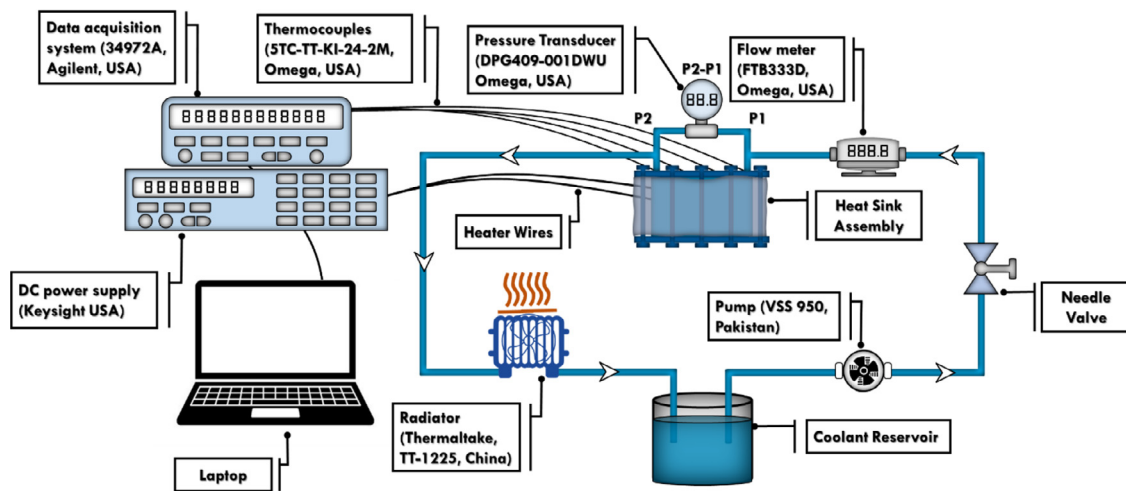 Data acquisition
system (34972A,
Agilent, USA)
Thermocouples
(5TC-TT-KI-24-2M,
Omega, USA)
Pressure Transducer
(DPG409-001DWU
Omega, USA)
P2-P1
Flow meter
(FTB333D,
Omega, USA)
88.8
P2
P1
888.8
888888888888
88888888
Heater Wires
Heat Sink
Assembly
DC power supply
(Keysight USA)
Pump (VSS 950,
Pakistan)
Needle
Valve
Radiator
(Thermaltake,
TT-1225, China)
Coolant Reservoir
Laptop